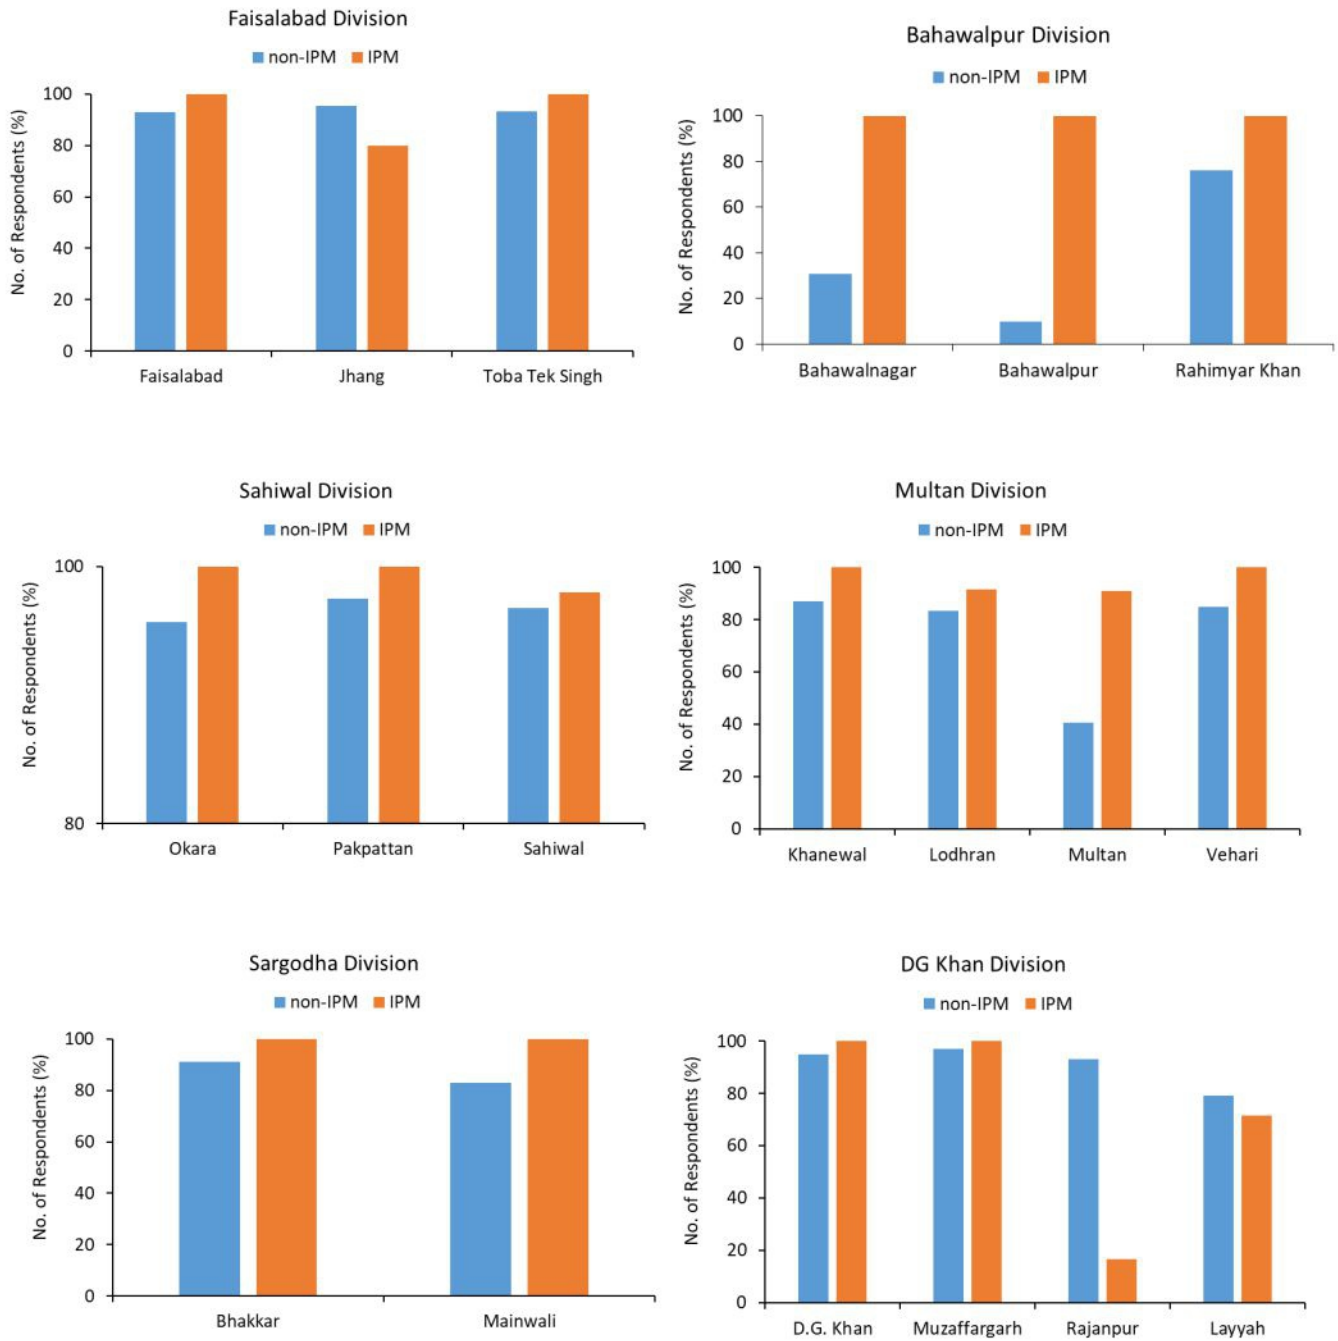 Faisalabad Division
non-IPM IPM
No. of Respondents (%)
100
80
60
40
20
0
Faisalabad Jhang Toba Tek Singh
Bahawalpur Division
non-IPM IPM
No. of Respondents (%)
100
80
60
40
20
0
Bahawalnagar Bahawalpur Rahimyar Khan
Sahiwal Division
non-IPM IPM
No. of Respondents (%)
100
80
Okara Pakpattan Sahiwal
Multan Division
non-IPM IPM
No. of Respondents (%)
100
80
60
40
20
0
Khanewal Lodhran Multan Vehari
Sargodha Division
non-IPM IPM
No. of Respondents (%)
100
80
60
40
20
0
Bhakkar Mainwali
DG Khan Division
non-IPM IPM
No. of Respondents (%)
100
80
60
40
20
0
D.G. Khan Muzaffargarh Rajanpur Layyah